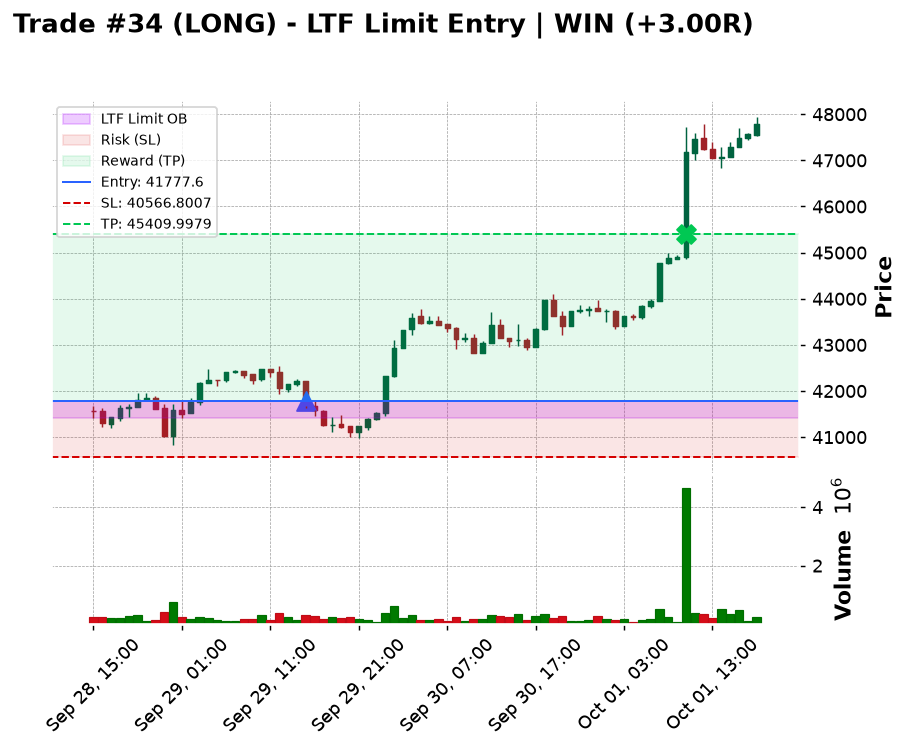 Trade #34 (LONG) - LTF Limit Entry | WIN (+3.00R)
LTF Limit OB
Risk (SL)
Reward (TP)
Entry: 41777.6
SL: 40566.8007
TP: 45409.9979
48000
47000
46000
45000
44000
43000
42000
41000
Price
4
2
Volume 10^6
Sep 28, 15:00
Sep 29, 01:00
Sep 29, 11:00
Sep 29, 21:00
Sep 30, 07:00
Sep 30, 17:00
Oct 01, 03:00
Oct 01, 13:00